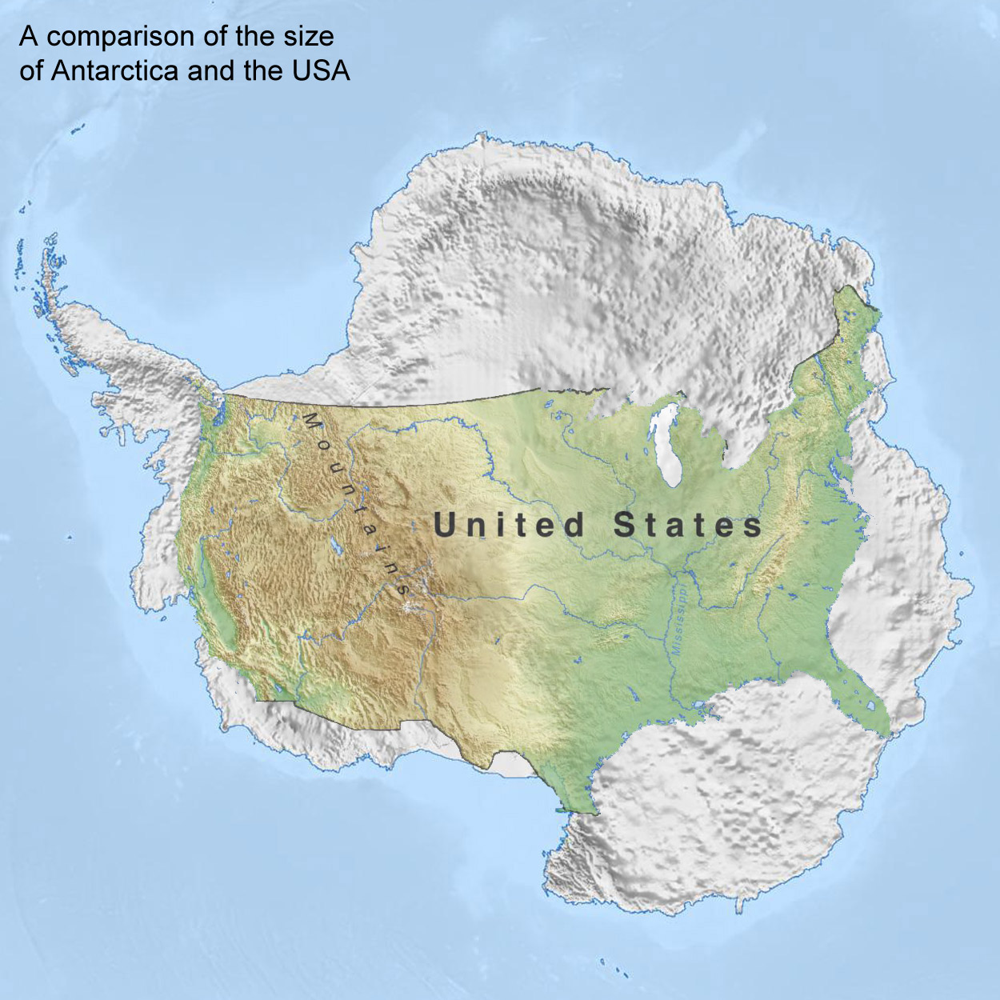 A comparison of the size
of Antarctica and the USA
Mountains
United States
Mississippi